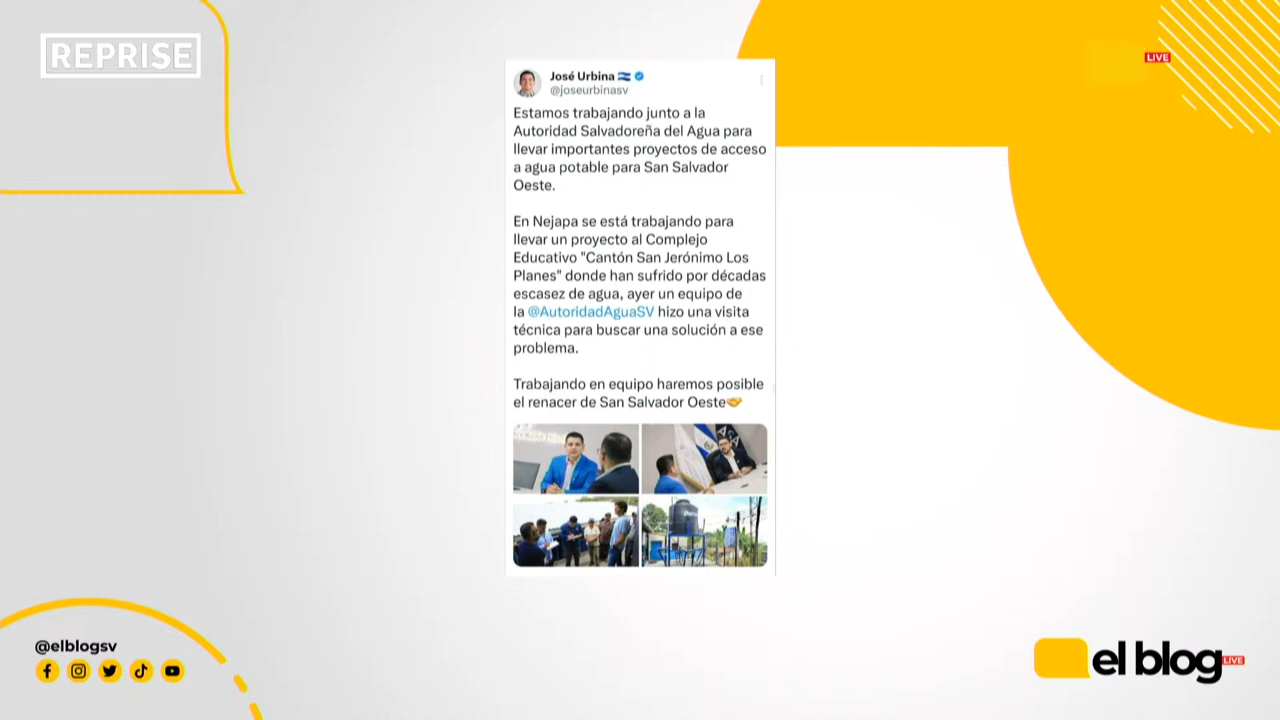 REPRISE
LIVE
José Urbina
@joseurbinasv
Estamos trabajando junto a la
Autoridad Salvadoreña del Agua para
llevar importantes proyectos de acceso
a agua potable para San Salvador
Oeste.
En Nejapa se está trabajando para
llevar un proyecto al Complejo
Educativo "Cantón San Jerónimo Los
Planes" donde han sufrido por décadas
escasez de agua, ayer un equipo de
la @AutoridadAguaSV hizo una visita
técnica para buscar una solución a ese
problema.
Trabajando en equipo haremos posible
el renacer de San Salvador Oeste
@elblogsv
el blog
LIVE